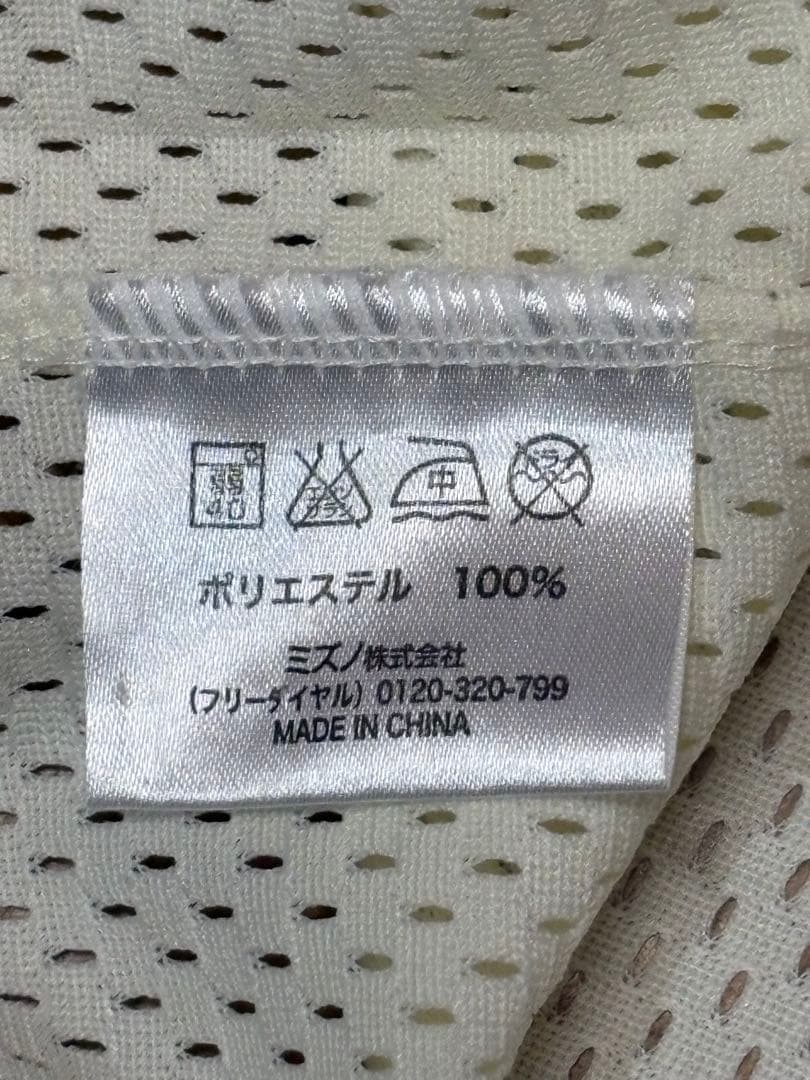 中
ポリエステル 100%
ミズノ株式会社
(フリーダイヤル) 0120-320-799
MADE IN CHINA